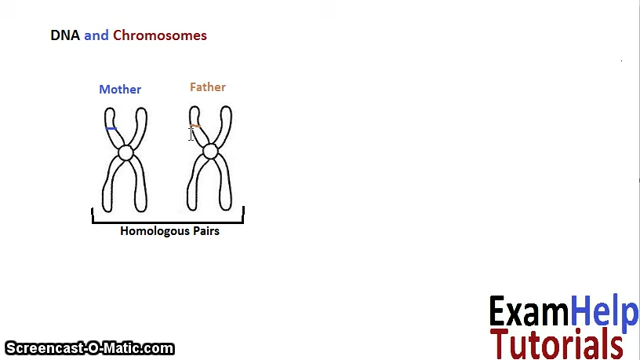 DNA and Chromosomes
Mother
Father
Homologous Pairs
ExamHelp
Tutorials
Screencast-O-Matic.com